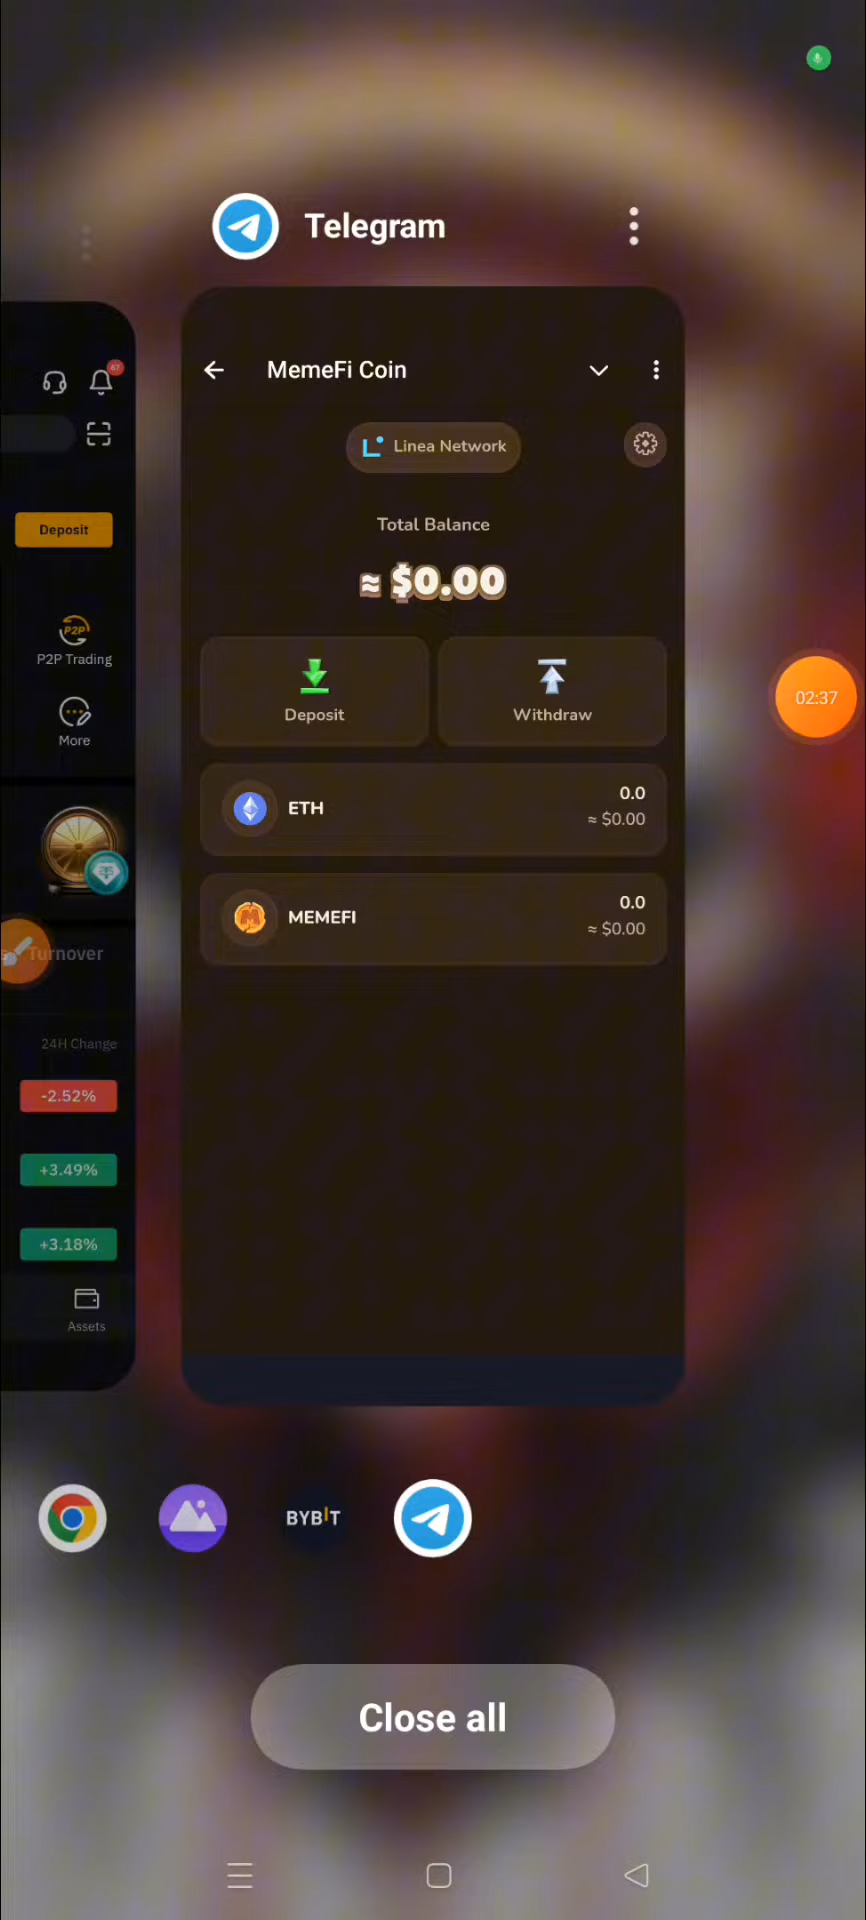 Telegram
67
Deposit
P2P
P2P Trading
More
Turnover
24H Change
-2.52%
+3.49%
+3.18%
Assets
MemeFi Coin
Linea Network
Total Balance
≈ $0.00
Deposit
Withdraw
ETH
0.0
≈ $0.00
MEMEFI
0.0
≈ $0.00
02:37
BYBIT
Close all